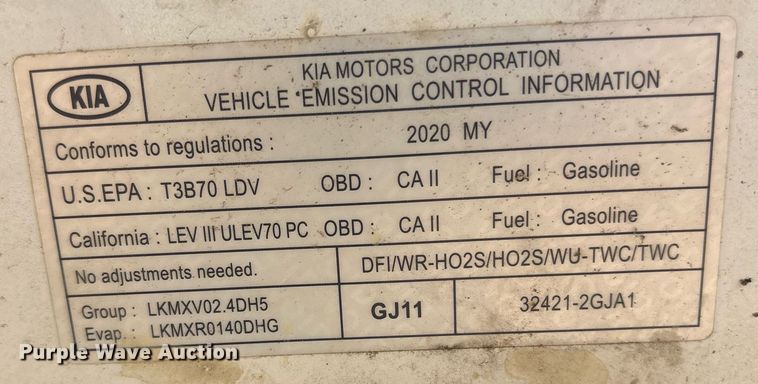 KIA
KIA MOTORS CORPORATION
VEHICLE EMISSION CONTROL INFORMATION
Conforms to regulations : 2020 MY
U.S.EPA : T3B70 LDV OBD : CA II Fuel : Gasoline
California : LEV III ULEV70 PC OBD : CA II Fuel : Gasoline
No adjustments needed. DFI/WR-HO2S/HO2S/WU-TWC/TWC
Group : LKMXV02.4DH5
Evap. : LKMXR0140DHG
GJ11
32421-2GJA1
Purple Wave Auction